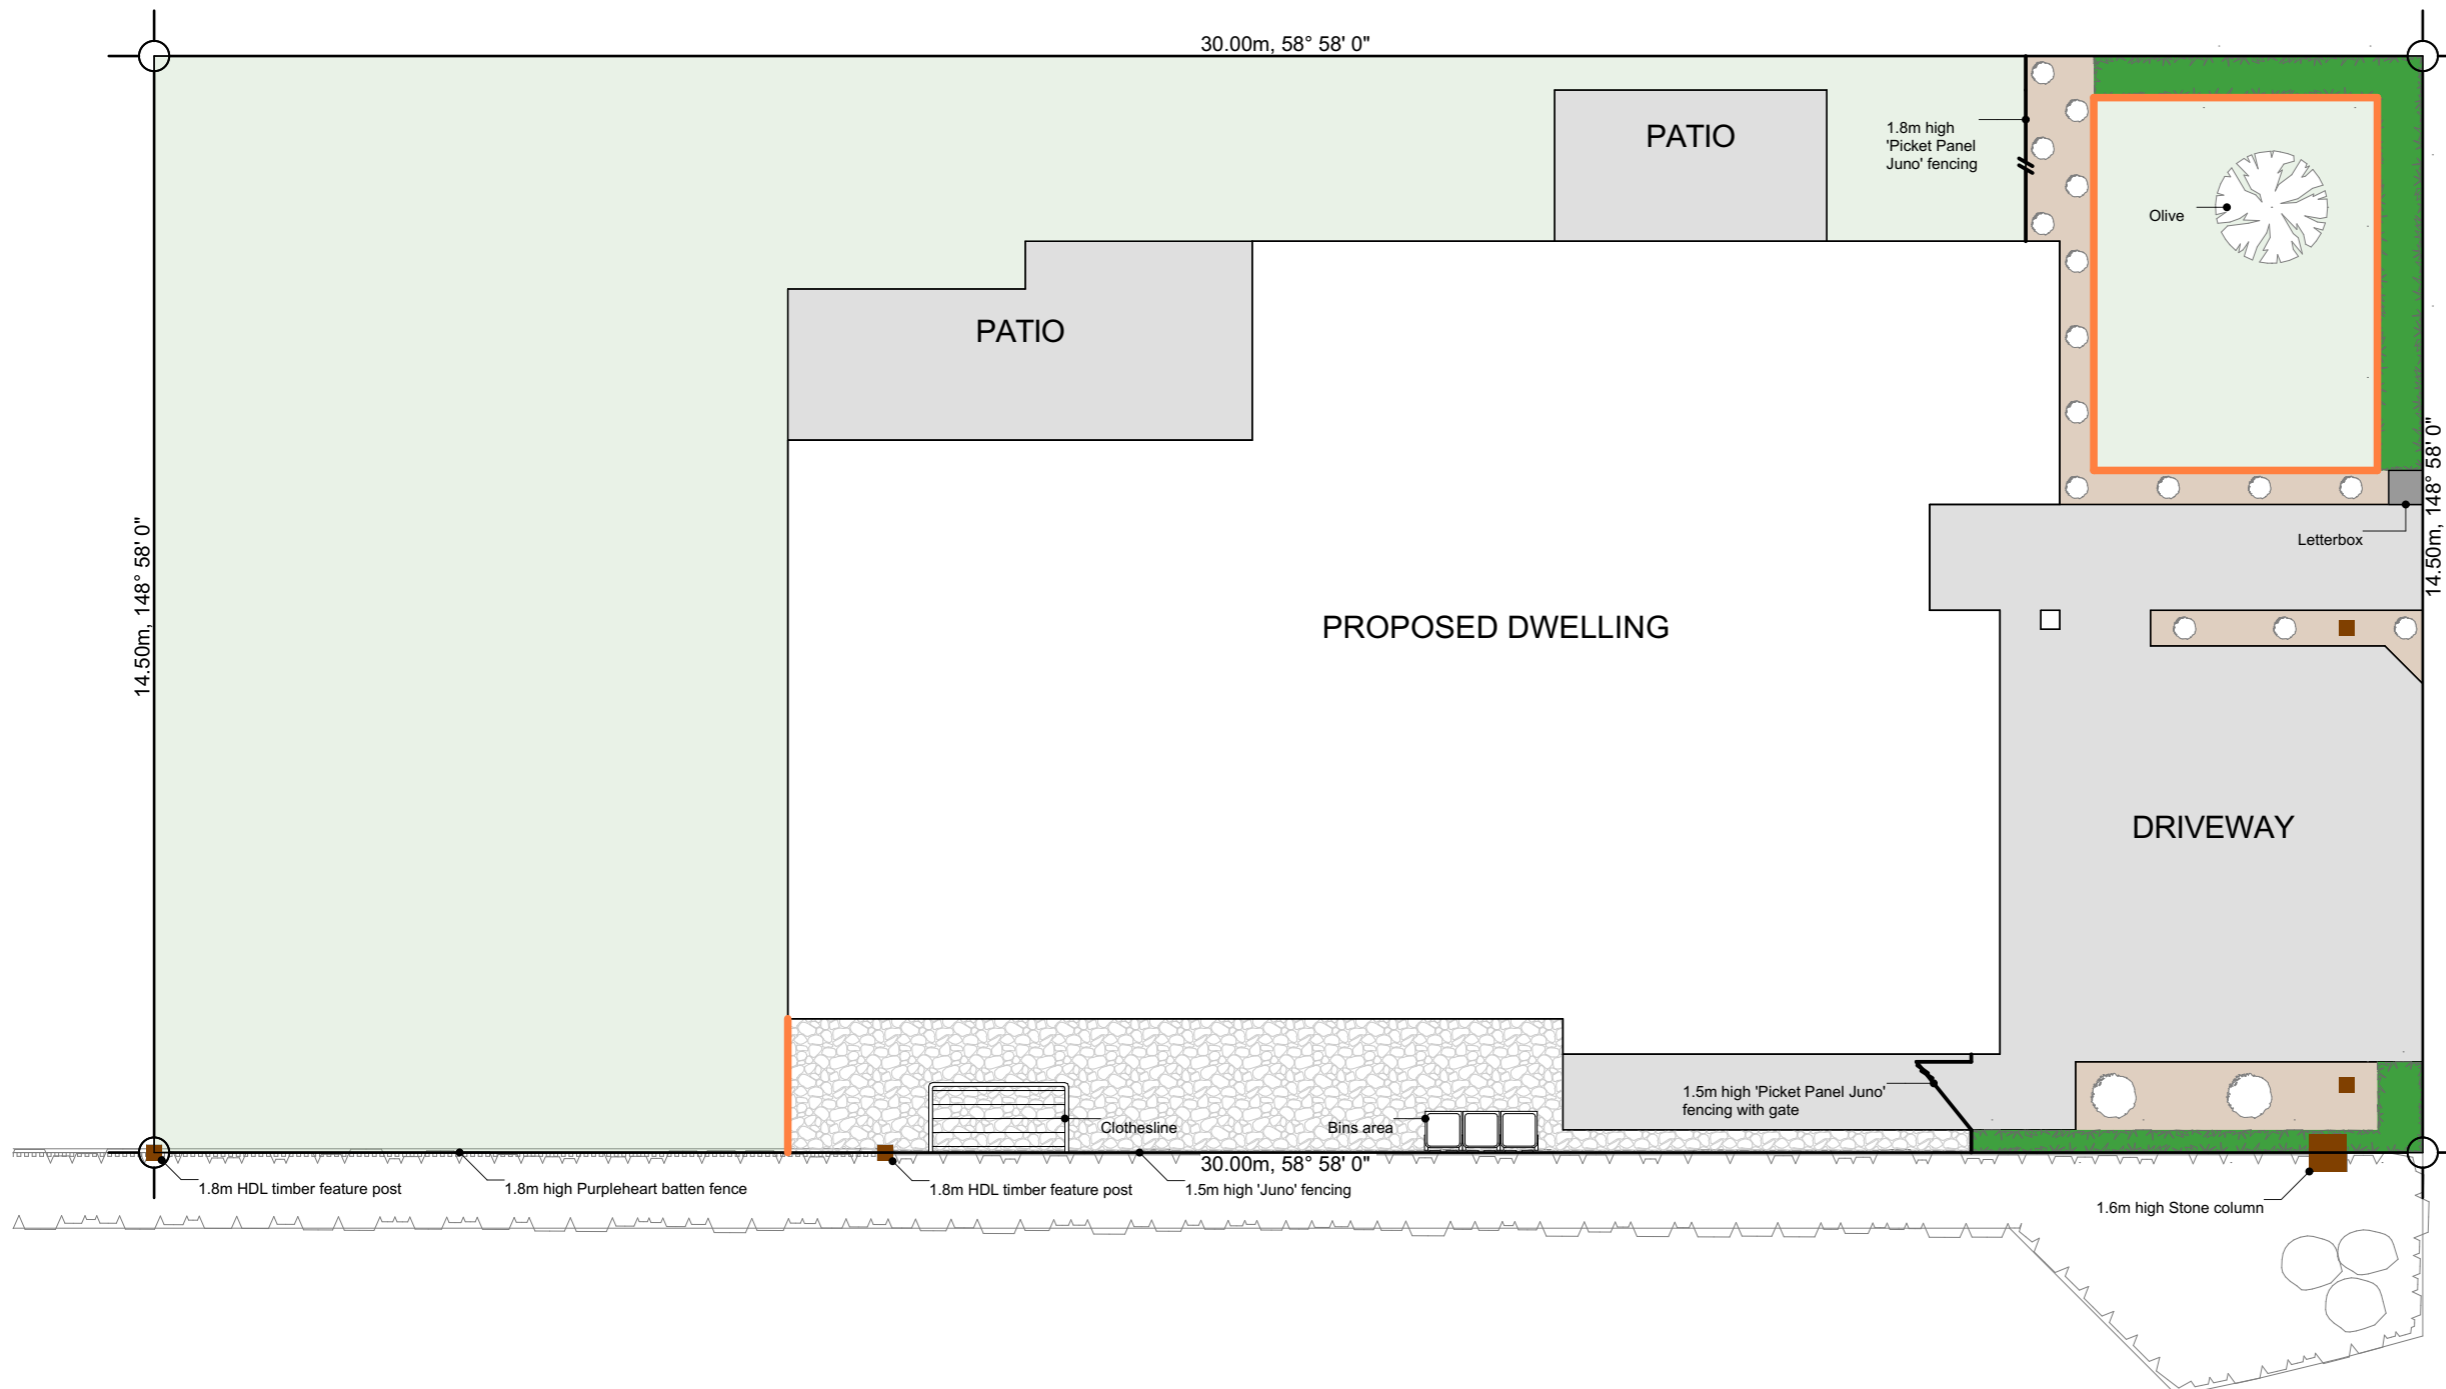 30.00m, 58° 58' 0"
PATIO
1.8m high
'Picket Panel
Juno' fencing
Olive
PATIO
14.50m, 148° 58' 0"
14.50m, 148° 58' 0"
Letterbox
PROPOSED DWELLING
DRIVEWAY
1.5m high 'Picket Panel Juno'
fencing with gate
Clothesline
Bins area
30.00m, 58° 58' 0"
1.8m HDL timber feature post
1.8m high Purpleheart batten fence
1.8m HDL timber feature post
1.5m high 'Juno' fencing
1.6m high Stone column